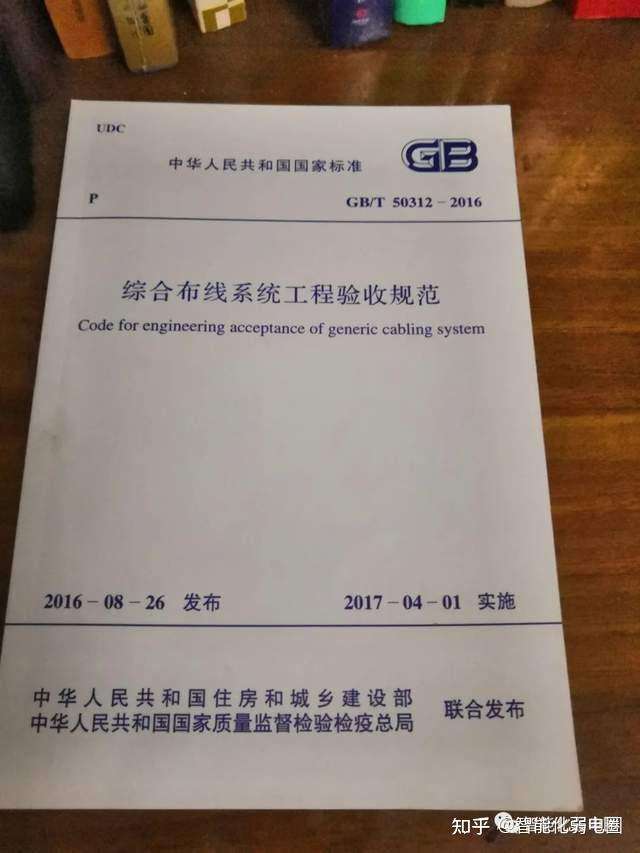 UDC
中华人民共和国国家标准
GB
P
GB/T 50312-2016
综合布线系统工程验收规范
Code for engineering acceptance of generic cabling system
2016-08-26 发布
2017-04-01 实施
中华人民共和国住房和城乡建设部
中华人民共和国国家质量监督检验检疫总局
联合发布
知乎 @智能化弱电圈